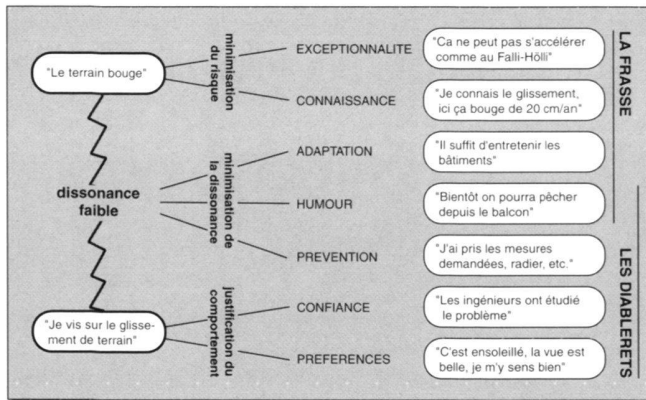 "Le terrain bouge"
dissonance
faible
"Je vis sur le glisse-
ment de terrain"
minimisation
du risque
minimisation de
la dissonance
justification du
comportement
EXCEPTIONNALITE
CONNAISSANCE
ADAPTATION
HUMOUR
PREVENTION
CONFIANCE
PREFERENCES
"Ca ne peut pas s'accélérer
comme au Falli-Hölli"
"Je connais le glissement,
ici ça bouge de 20 cm/an"
"Il suffit d'entretenir les
bâtiments"
"Bientôt on pourra pêcher
depuis le balcon"
"J'ai pris les mesures
demandées, radier, etc."
"Les ingénieurs ont étudié
le problème"
"C'est ensoleillé, la vue est
belle, je m'y sens bien"
LA FRASSE
LES DIABLERETS